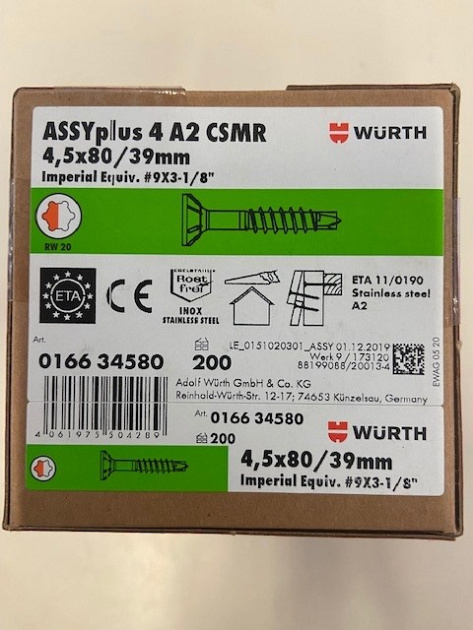 ASSYplus 4 A2 CSMR
WÜRTH
4,5x80/39mm
Imperial Equiv. #9X3-1/8"
RW 20
ETA
CE
EDELSTAHL
Rost
frei
INOX
STAINLESS STEEL
ETA 11/0190
Stainless steel
A2
Art.
0166 34580
200
LE_0151020301_ASSY 01.12.2019
Werk 9 / 173120
88199088/20013-4
EWAG 05 20
Adolf Würth GmbH & Co. KG
Reinhold-Würth-Str. 12-17; 74653 Künzelsau, Germany
4 061975 504289
Art. 0166 34580
200
WÜRTH
4,5x80/39mm
Imperial Equiv. #9X3-1/8"